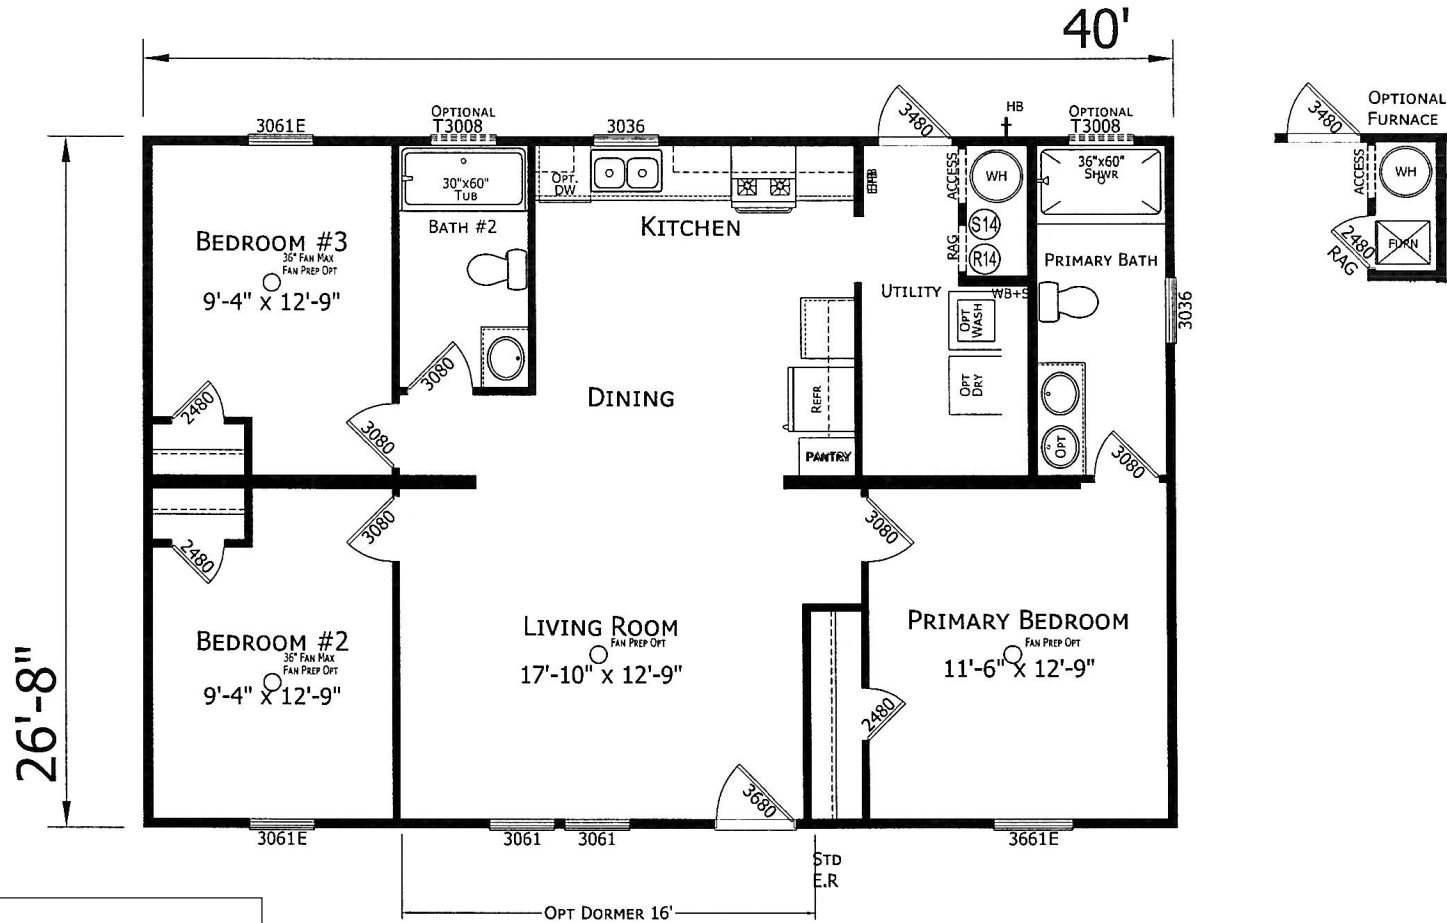 40'
OPTIONAL
FURNACE
3480
ACCESS
WH
2480
RAG
FURN
26'-8"
3061E
OPTIONAL
T3008
3036
3480
HB
OPTIONAL
T3008
30"x60"
TUB
OPT.
DW
ACCESS
WH
36"x60"
SHWR
BATH #2
KITCHEN
S14
R14
RAG
PRIMARY BATH
BEDROOM #3
36" FAN MAX
FAN PREP OPT
9'-4" X 12'-9"
UTILITY
WB+S
OPT
WASH
3036
3080
DINING
REFR
OPT
DRY
2480
3080
PANTRY
OPT
3080
2480
3080
3080
BEDROOM #2
36" FAN MAX
FAN PREP OPT
9'-4" X 12'-9"
LIVING ROOM
FAN PREP OPT
17'-10" X 12'-9"
PRIMARY BEDROOM
FAN PREP OPT
11'-6" X 12'-9"
2480
3680
3061E
3061
3061
3661E
STD
E.R
OPT DORMER 16'